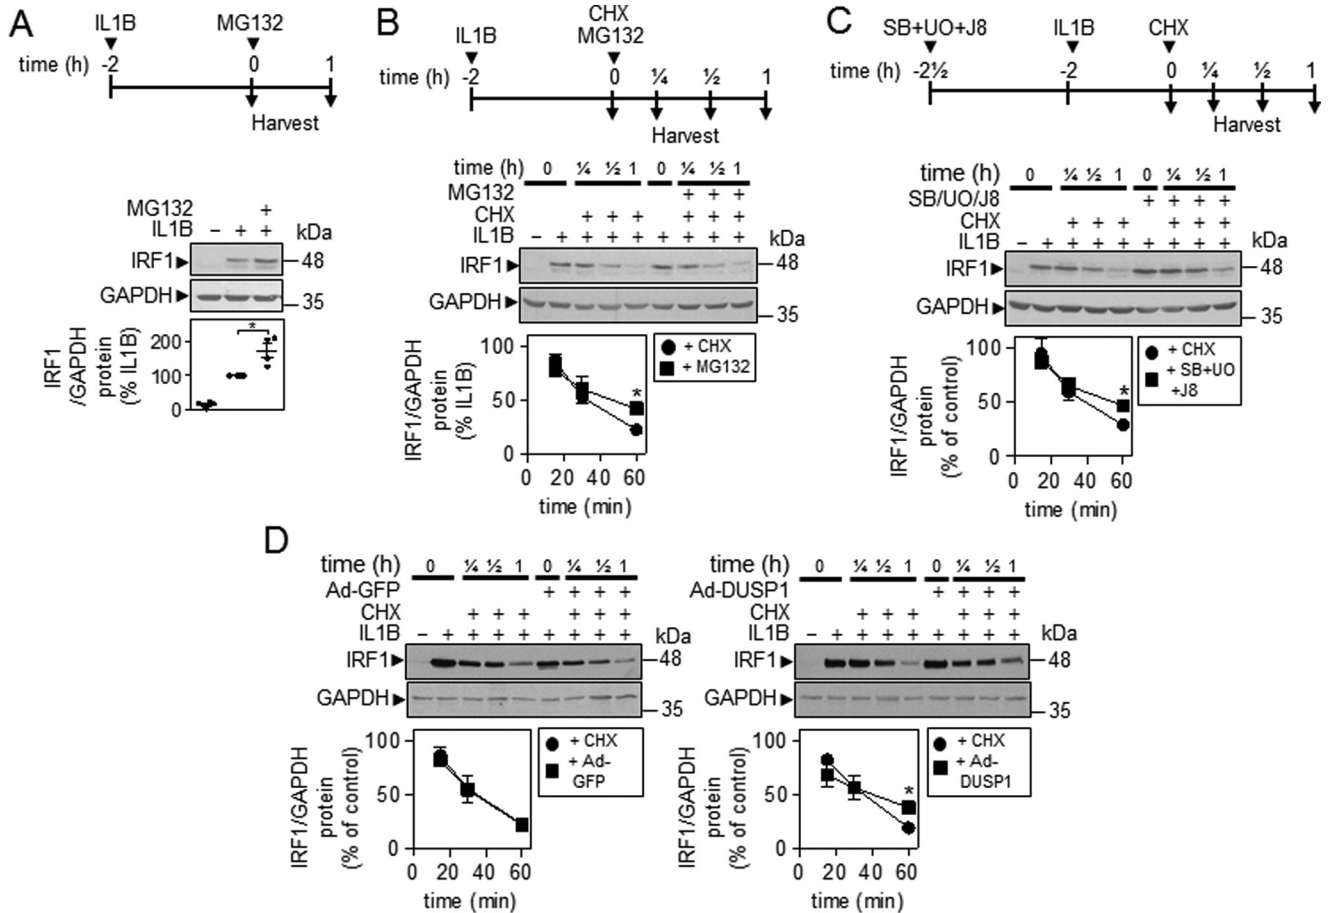 A
IL1B
MG132
time (h)
-2
0
1
Harvest
MG132
+
IL1B
– + +
kDa
IRF1
48
GAPDH
35
IRF1
/GAPDH
protein
(% IL1B)
200
100
0
*
B
CHX
IL1B
MG132
-2
0 ¼ ½ 1
Harvest
time (h) 0 ¼ ½ 1 0 ¼ ½ 1
MG132 + + +
CHX + + + + + +
IL1B – + + + + + + + +
kDa
IRF1
48
GAPDH
35
IRF1/GAPDH
protein
(% IL1B)
100
50
0
*
0 20 40 60
time (min)
+ CHX
+ MG132
C
SB+UO+J8 IL1B CHX
time (h) -2½ -2 0 ¼ ½ 1
Harvest
time (h) 0 ¼ ½ 1 0 ¼ ½ 1
SB/UO/J8 + + + +
CHX + + + + + +
IL1B – + + + + + + + +
kDa
IRF1
48
GAPDH
35
IRF1/GAPDH
protein
(% of control)
100
50
0
*
0 20 40 60
time (min)
+ CHX
+ SB+UO
+J8
D
time (h) 0 ¼ ½ 1 0 ¼ ½ 1
Ad-GFP + + + +
CHX + + + + + +
IL1B – + + + + + + + +
kDa
IRF1
48
GAPDH
35
IRF1/GAPDH
protein
(% of control)
100
50
0
0 20 40 60
time (min)
+ CHX
+ Ad-
GFP
time (h) 0 ¼ ½ 1 0 ¼ ½ 1
Ad-DUSP1 + + + +
CHX + + + + + +
IL1B – + + + + + + + +
kDa
IRF1
48
GAPDH
35
IRF1/GAPDH
protein
(% of control)
100
50
0
*
0 20 40 60
time (min)
+ CHX
+ Ad-
DUSP1